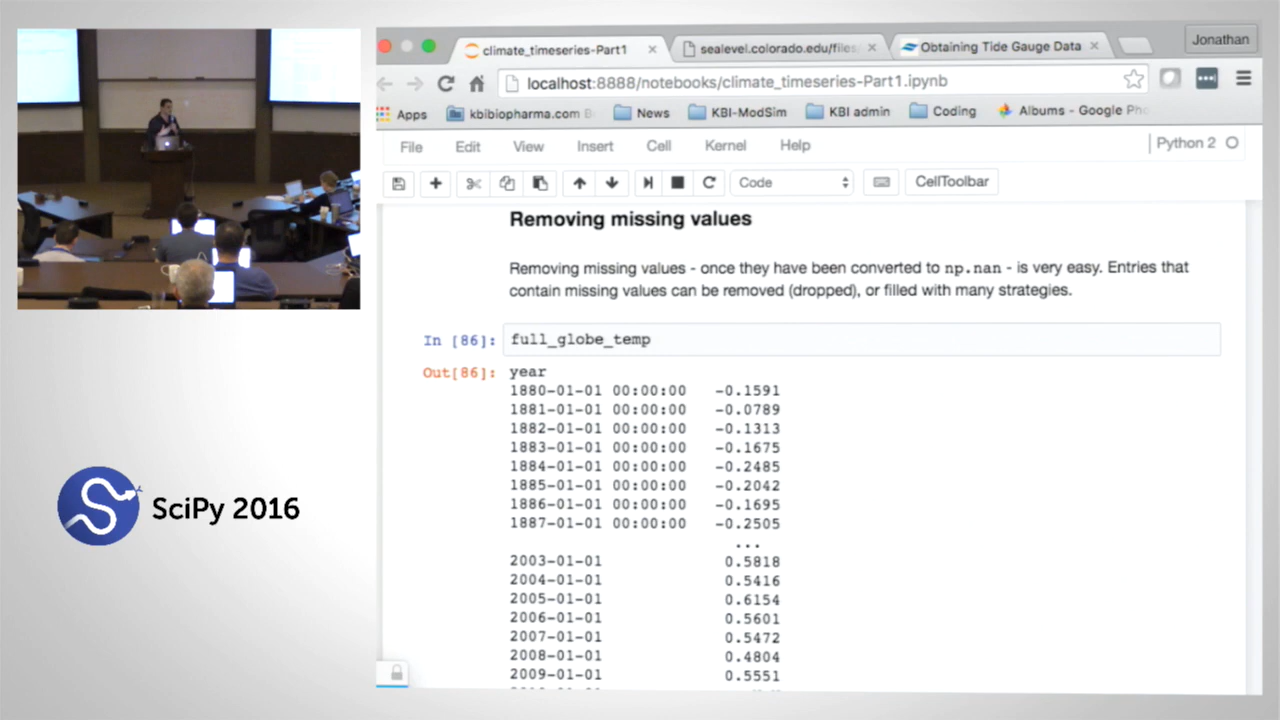 climate_timeseries-Part1
sealevel.colorado.edu/files
Obtaining Tide Gauge Data
Jonathan
localhost:8888/notebooks/climate_timeseries-Part1.ipynb
Apps
kbibiopharma.com
News
KBI-ModSim
KBI admin
Coding
Albums - Google Pho
File Edit View Insert Cell Kernel Help
Python 2
Code
CellToolbar
Removing missing values
Removing missing values - once they have been converted to np.nan - is very easy. Entries that
contain missing values can be removed (dropped), or filled with many strategies.
In [86]: full_globe_temp
Out[86]: year
1880-01-01 00:00:00 -0.1591
1881-01-01 00:00:00 -0.0789
1882-01-01 00:00:00 -0.1313
1883-01-01 00:00:00 -0.1675
1884-01-01 00:00:00 -0.2485
1885-01-01 00:00:00 -0.2042
1886-01-01 00:00:00 -0.1695
1887-01-01 00:00:00 -0.2505
...
2003-01-01 0.5818
2004-01-01 0.5416
2005-01-01 0.6154
2006-01-01 0.5601
2007-01-01 0.5472
2008-01-01 0.4804
2009-01-01 0.5551
SciPy 2016